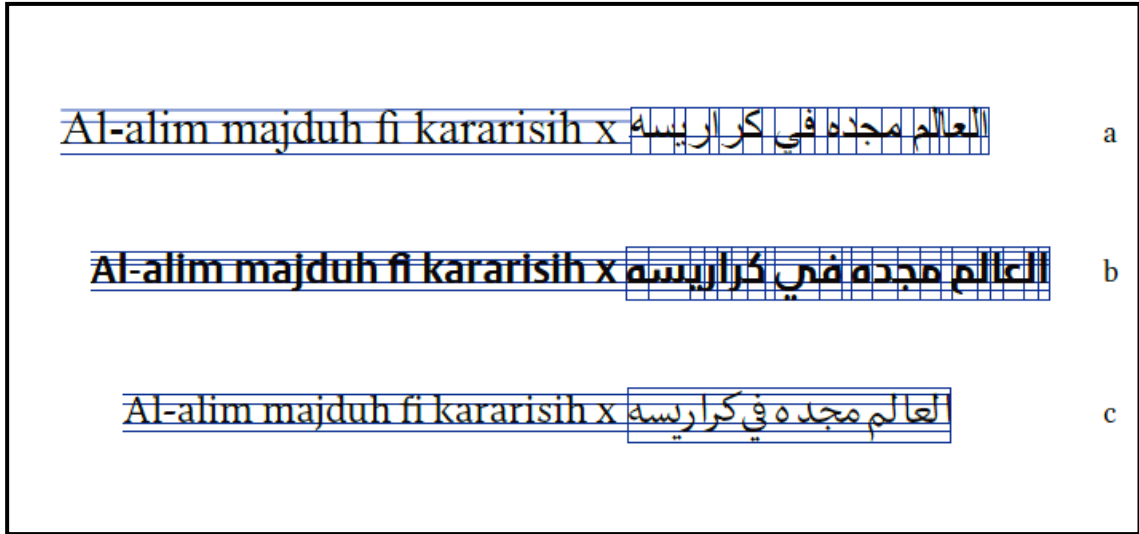 Al-alim majduh fi kararisih x العالم مجده في كراريسه a
Al-alim majduh fi kararisih x العالم مجده في كراريسه b
Al-alim majduh fi kararisih x العالم مجده في كراريسه c